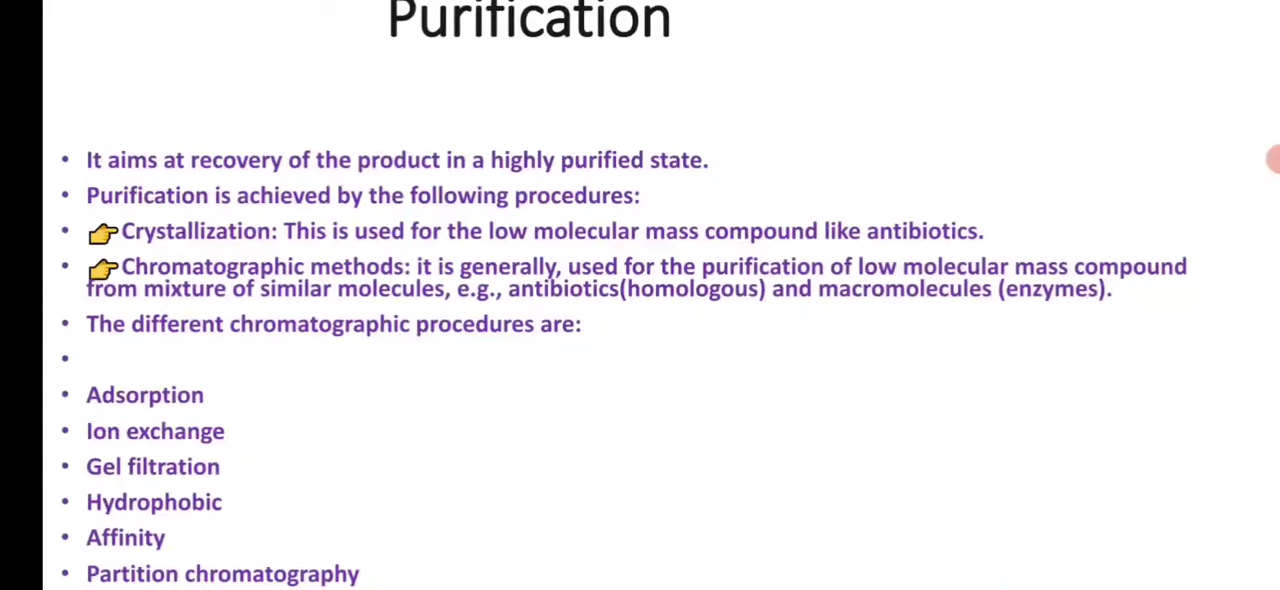 Purification
• It aims at recovery of the product in a highly purified state.
• Purification is achieved by the following procedures:
• 👉Crystallization: This is used for the low molecular mass compound like antibiotics.
• 👉Chromatographic methods: it is generally, used for the purification of low molecular mass compound
from mixture of similar molecules, e.g., antibiotics(homologous) and macromolecules (enzymes).
• The different chromatographic procedures are:
•
• Adsorption
• Ion exchange
• Gel filtration
• Hydrophobic
• Affinity
• Partition chromatography